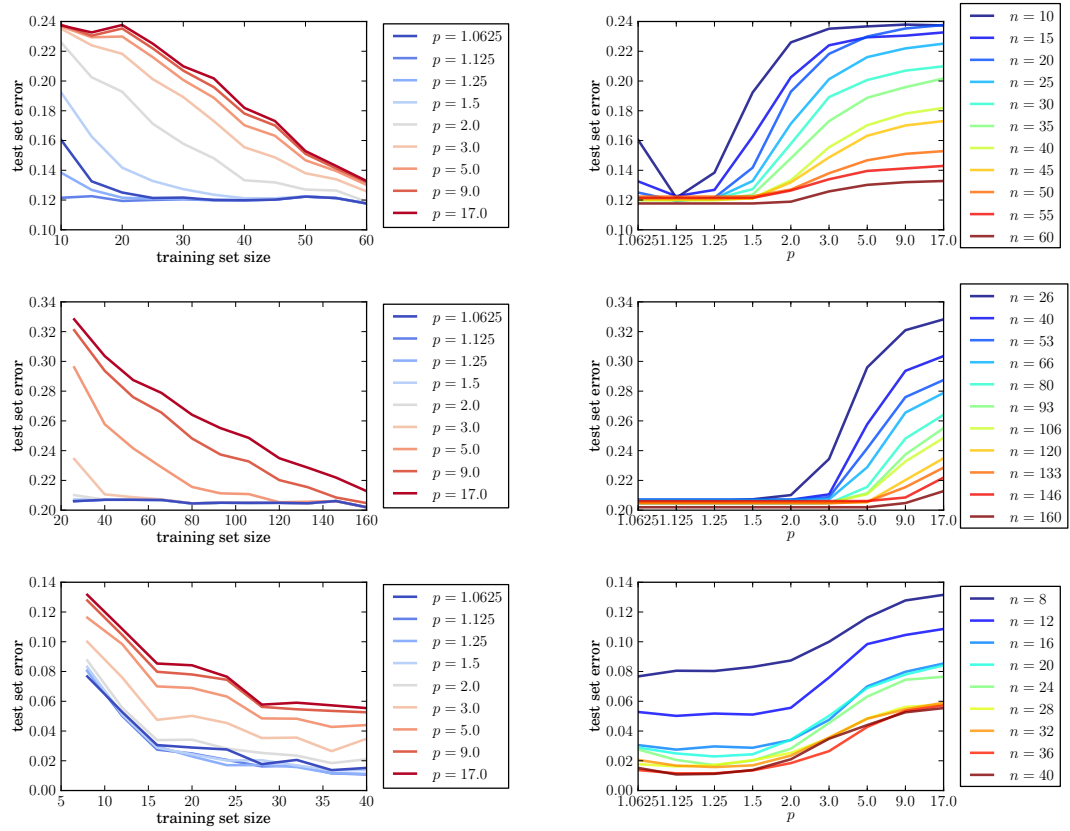 0.24
0.22
0.20
0.18
0.16
0.14
0.12
0.10
test set error
10 20 30 40 50 60
training set size
p = 1.0625
p = 1.125
p = 1.25
p = 1.5
p = 2.0
p = 3.0
p = 5.0
p = 9.0
p = 17.0
0.24
0.22
0.20
0.18
0.16
0.14
0.12
0.10
test set error
1.0625 1.125 1.25 1.5 2.0 3.0 5.0 9.0 17.0
p
n = 10
n = 15
n = 20
n = 25
n = 30
n = 35
n = 40
n = 45
n = 50
n = 55
n = 60
0.34
0.32
0.30
0.28
0.26
0.24
0.22
0.20
test set error
20 40 60 80 100 120 140 160
training set size
p = 1.0625
p = 1.125
p = 1.25
p = 1.5
p = 2.0
p = 3.0
p = 5.0
p = 9.0
p = 17.0
0.34
0.32
0.30
0.28
0.26
0.24
0.22
0.20
test set error
1.0625 1.125 1.25 1.5 2.0 3.0 5.0 9.0 17.0
p
n = 26
n = 40
n = 53
n = 66
n = 80
n = 93
n = 106
n = 120
n = 133
n = 146
n = 160
0.14
0.12
0.10
0.08
0.06
0.04
0.02
0.00
test set error
5 10 15 20 25 30 35 40
training set size
p = 1.0625
p = 1.125
p = 1.25
p = 1.5
p = 2.0
p = 3.0
p = 5.0
p = 9.0
p = 17.0
0.14
0.12
0.10
0.08
0.06
0.04
0.02
0.00
test set error
1.0625 1.125 1.25 1.5 2.0 3.0 5.0 9.0 17.0
p
n = 8
n = 12
n = 16
n = 20
n = 24
n = 28
n = 32
n = 36
n = 40